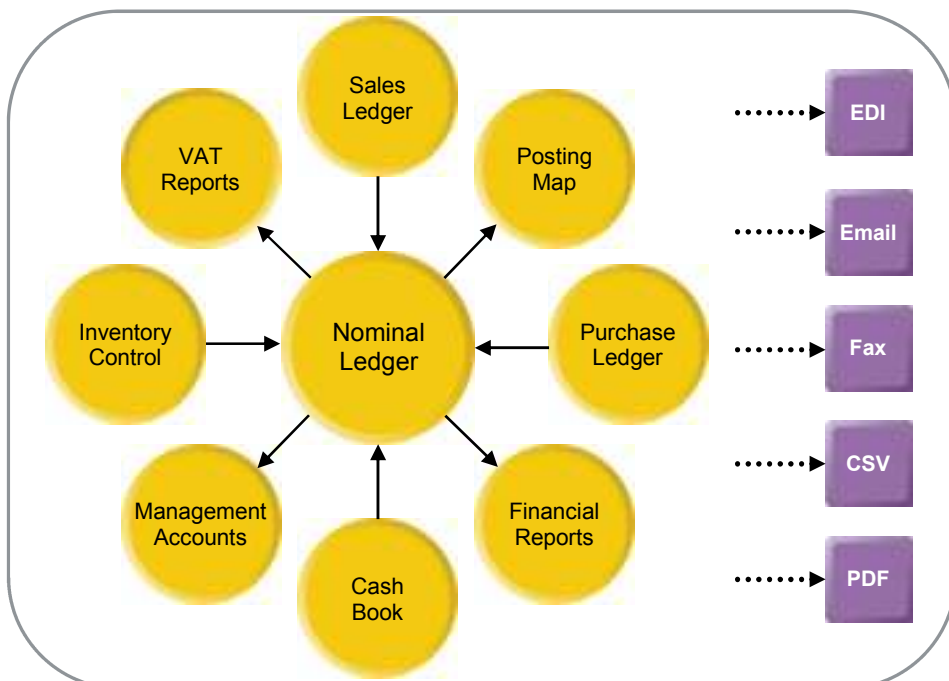 Sales
Ledger
VAT
Reports
Posting
Map
Inventory
Control
Nominal
Ledger
Purchase
Ledger
Management
Accounts
Financial
Reports
Cash
Book
EDI
Email
Fax
CSV
PDF